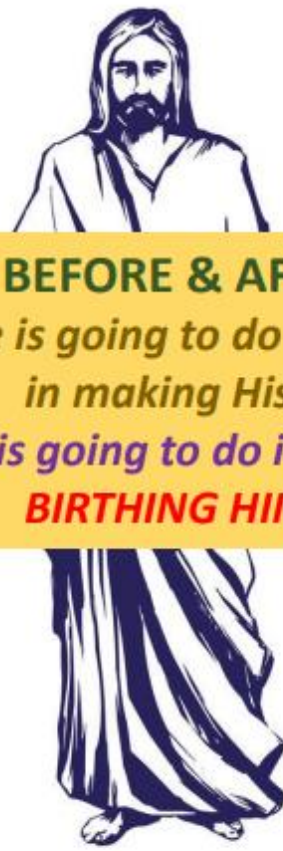 BEFORE & AF
e is going to do
in making His
is going to do i
BIRTHING HI